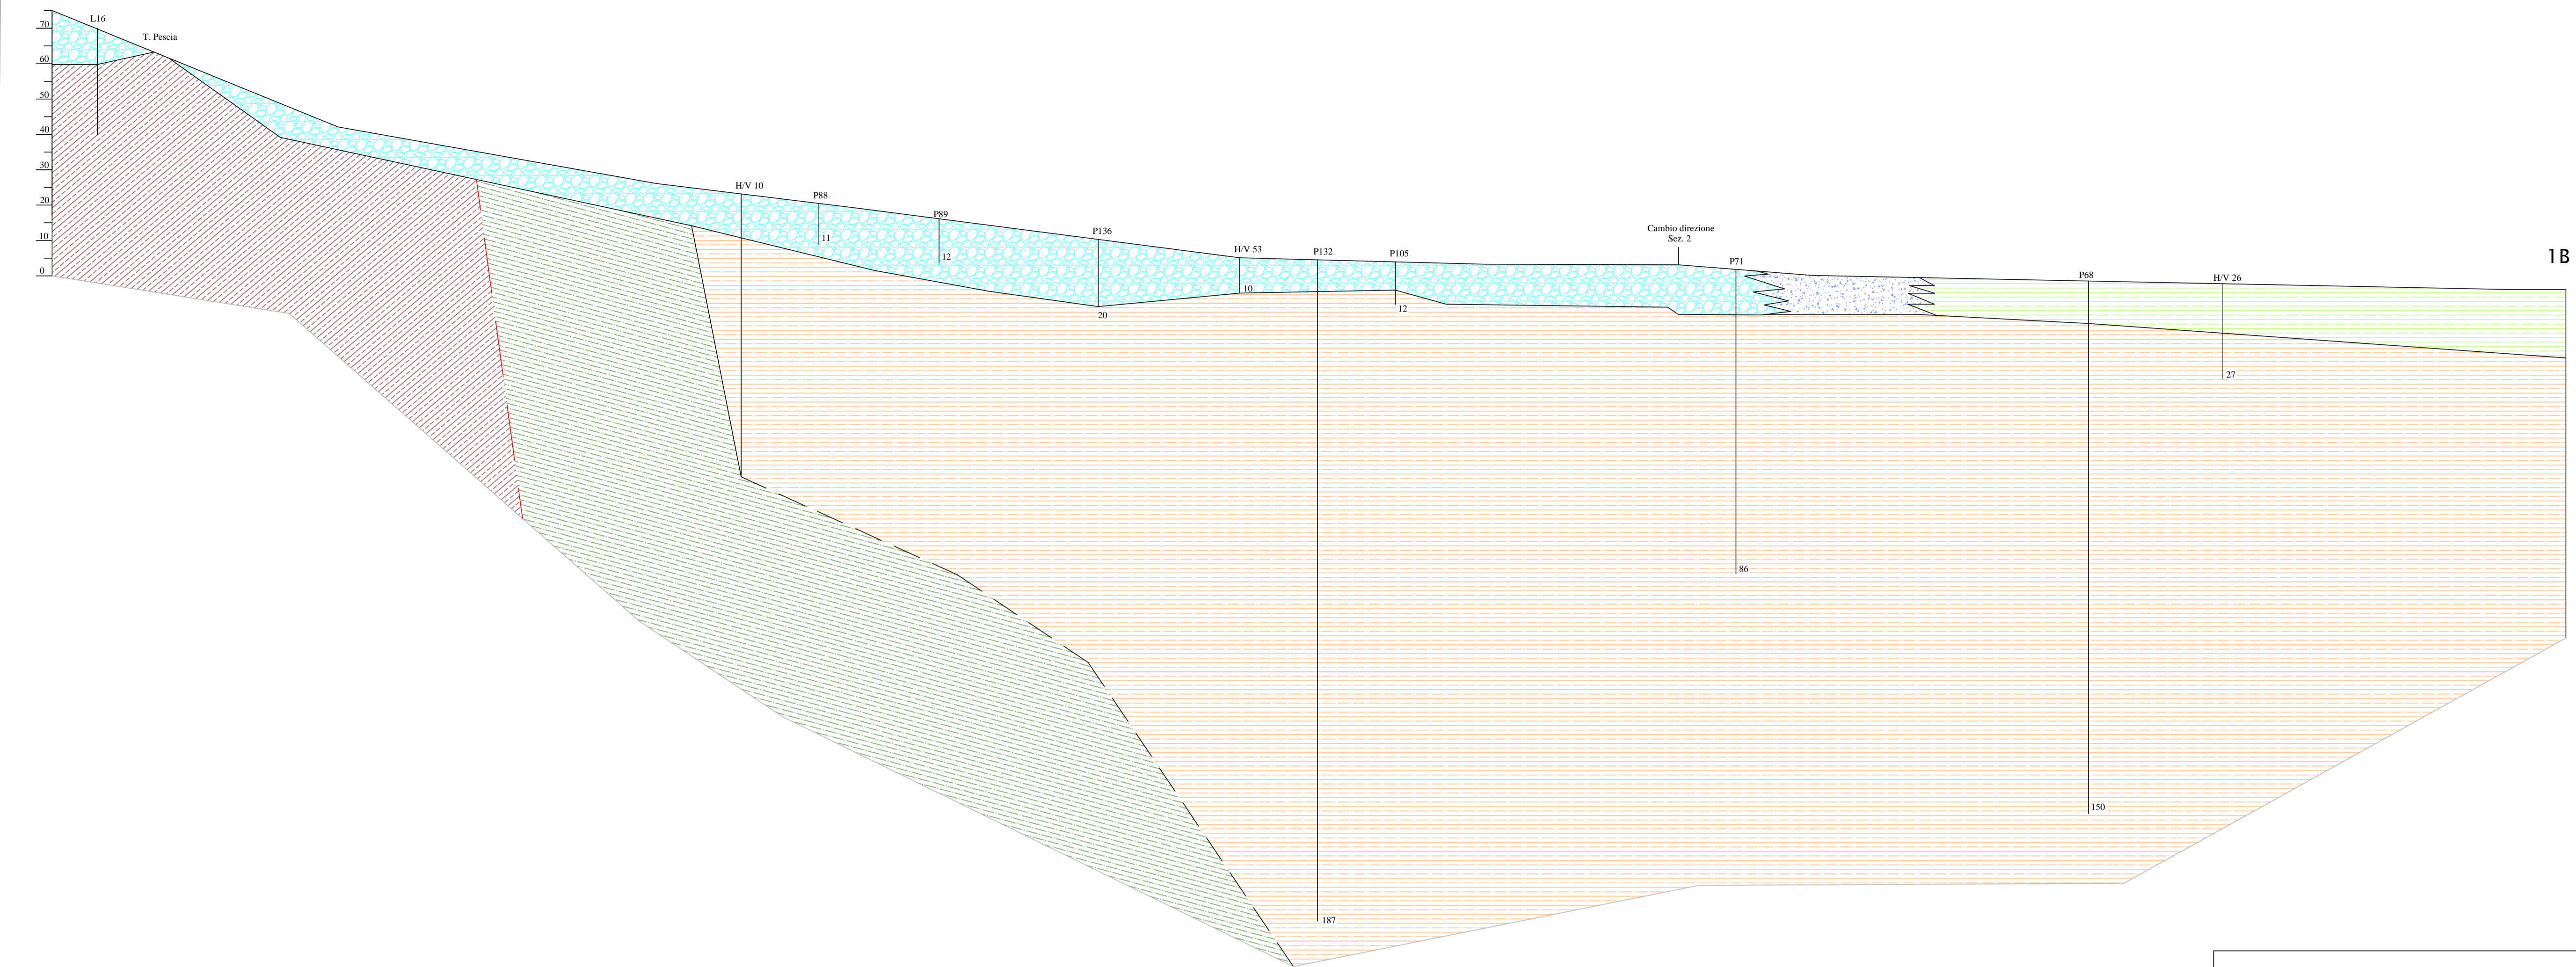 L16
T. Pescia
70
60
50
40
30
20
10
0
H/V 10
P88
11
P89
12
P136
20
H/V 53
10
P132
187
P105
12
Cambio direzione
Sez. 2
P71
86
P68
150
H/V 26
27
1B